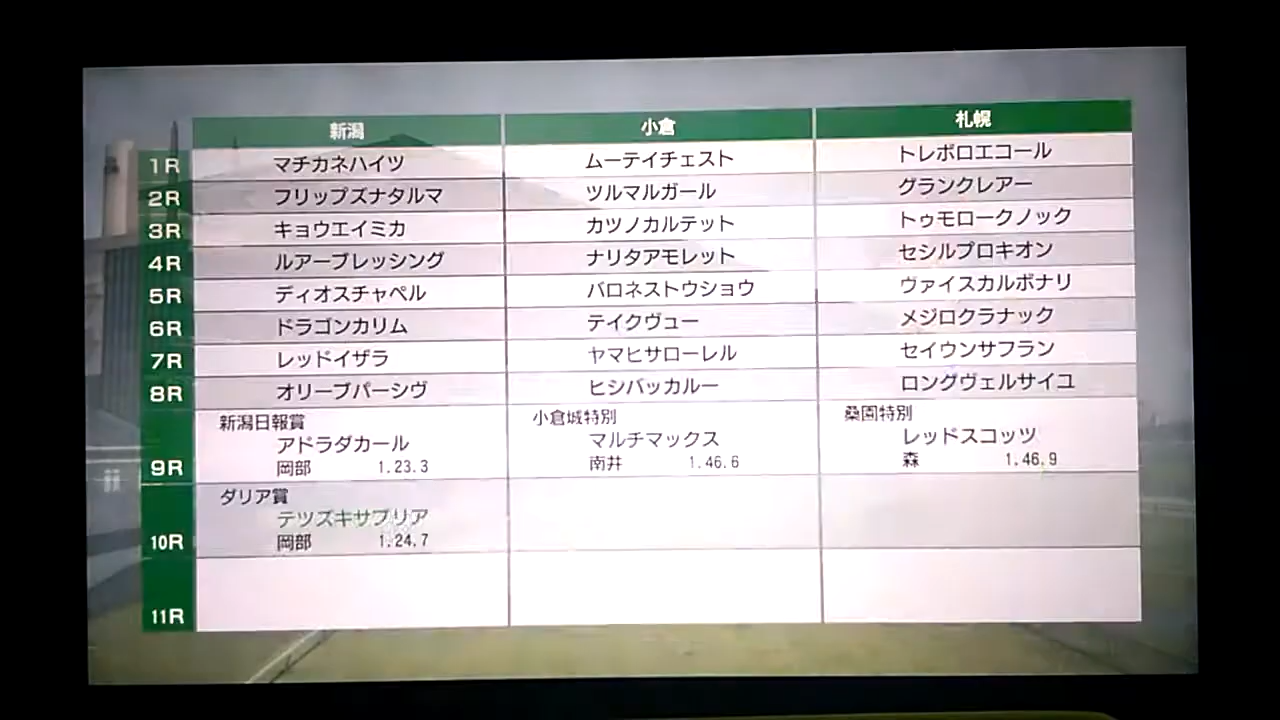 新潟 小倉 札幌
1R マチカネハイツ ムーテイチェスト トレボロエコール
2R フリップズナタルマ ツルマルガール グランクレアー
3R キョウエイミカ カツノカルテット トゥモロークノック
4R ルアーブレッシング ナリタアモレット セシルプロキオン
5R ディオスチャペル バロネストウショウ ヴァイスカルボナリ
6R ドラゴンカリム テイクヴュー メジロクラナック
7R レッドイザラ ヤマヒサローレル セイウンサフラン
8R オリーブパーシヴ ヒシバッカルー ロングヴェルサイユ
新潟日報賞 小倉城特別 桑園特別
アドラダカール マルチマックス レッドスコッツ
9R 岡部 1.23.3 南井 1.46.6 森 1.46.9
ダリア賞
テツズキサブリア
10R 岡部 1.24.7
11R